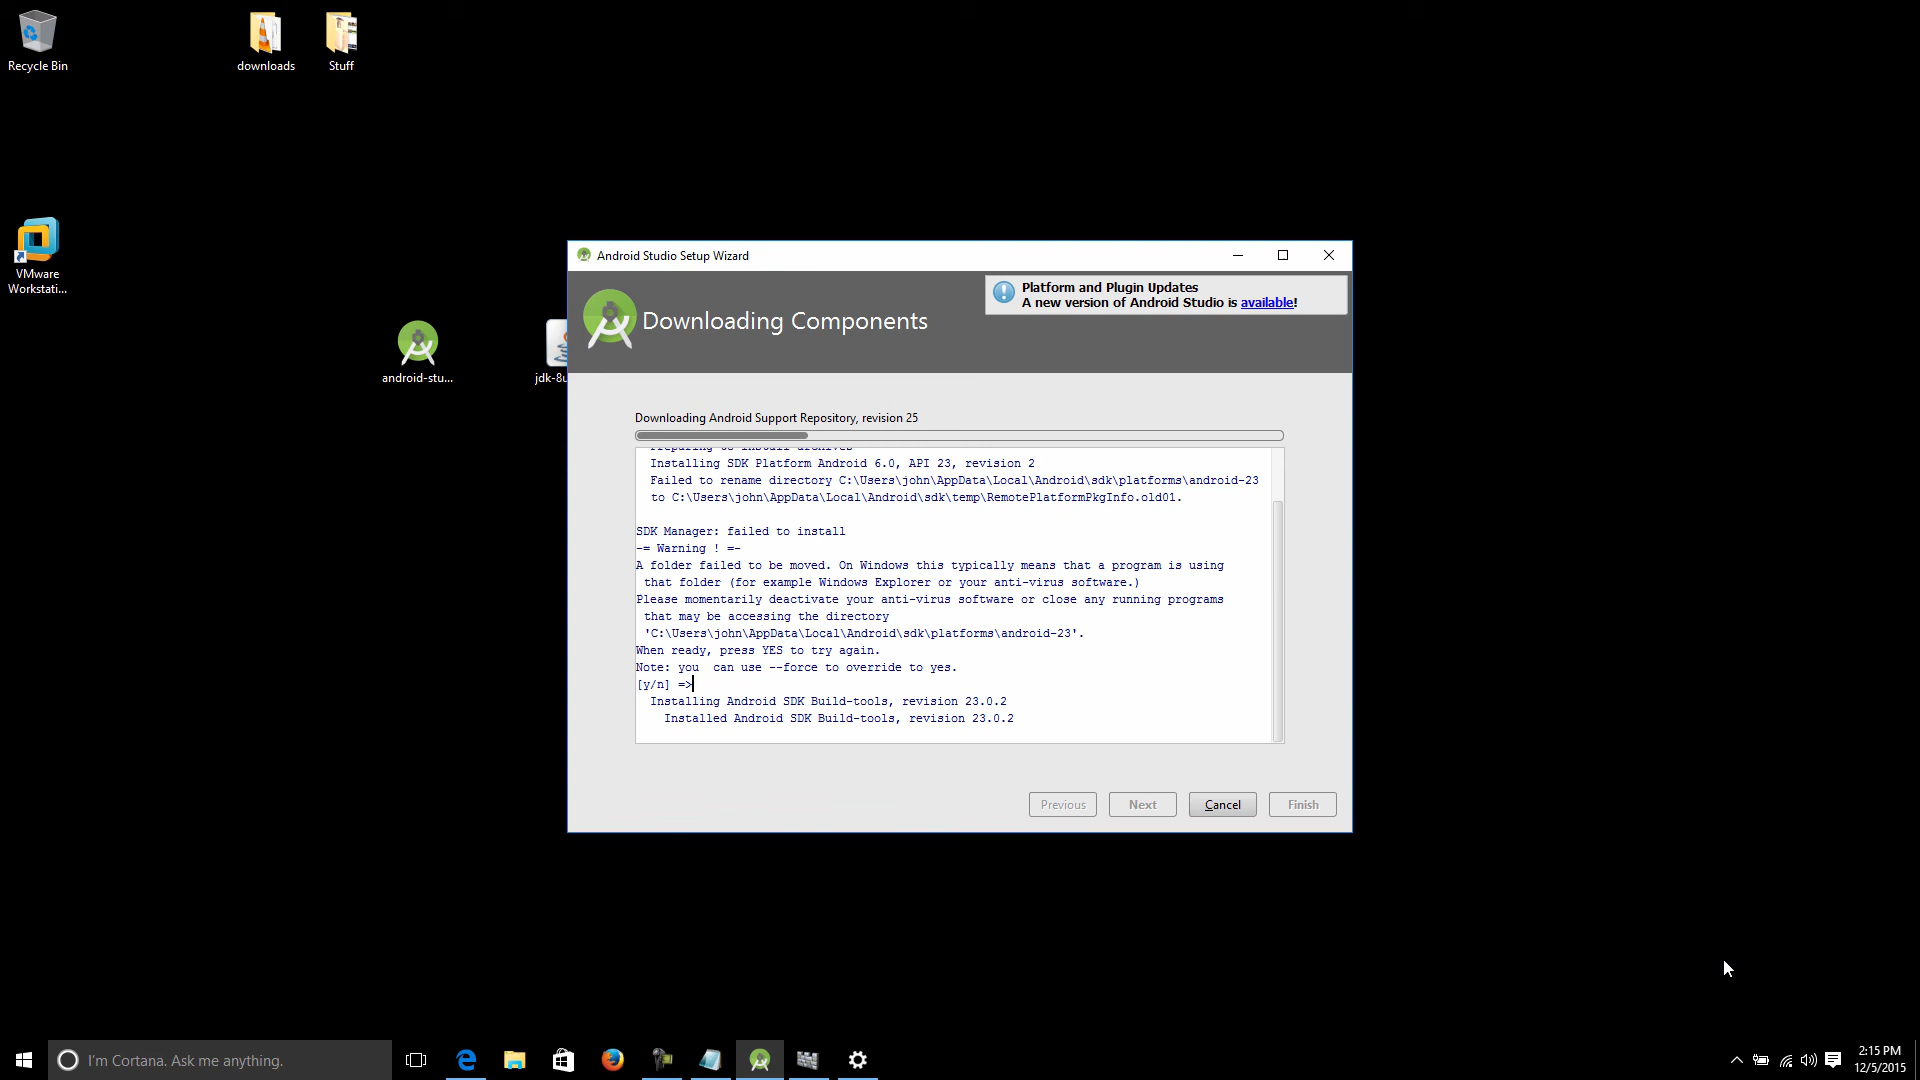 Recycle Bin
downloads
Stuff
VMware
Workstati...
android-stu...
jdk-8u
Android Studio Setup Wizard
Platform and Plugin Updates
A new version of Android Studio is available!
Downloading Components
Downloading Android Support Repository, revision 25
Preparing to install archives
Installing SDK Platform Android 6.0, API 23, revision 2
Failed to rename directory C:\Users\john\AppData\Local\Android\sdk\platforms\android-23
to C:\Users\john\AppData\Local\Android\sdk\temp\RemotePlatformPkgInfo.old01.
SDK Manager: failed to install
-= Warning ! =-
A folder failed to be moved. On Windows this typically means that a program is using
that folder (for example Windows Explorer or your anti-virus software.)
Please momentarily deactivate your anti-virus software or close any running programs
that may be accessing the directory
'C:\Users\john\AppData\Local\Android\sdk\platforms\android-23'.
When ready, press YES to try again.
Note: you  can use --force to override to yes.
[y/n] =>
Installing Android SDK Build-tools, revision 23.0.2
Installed Android SDK Build-tools, revision 23.0.2
Previous
Next
Cancel
Finish
I'm Cortana. Ask me anything.
2:15 PM
12/5/2015